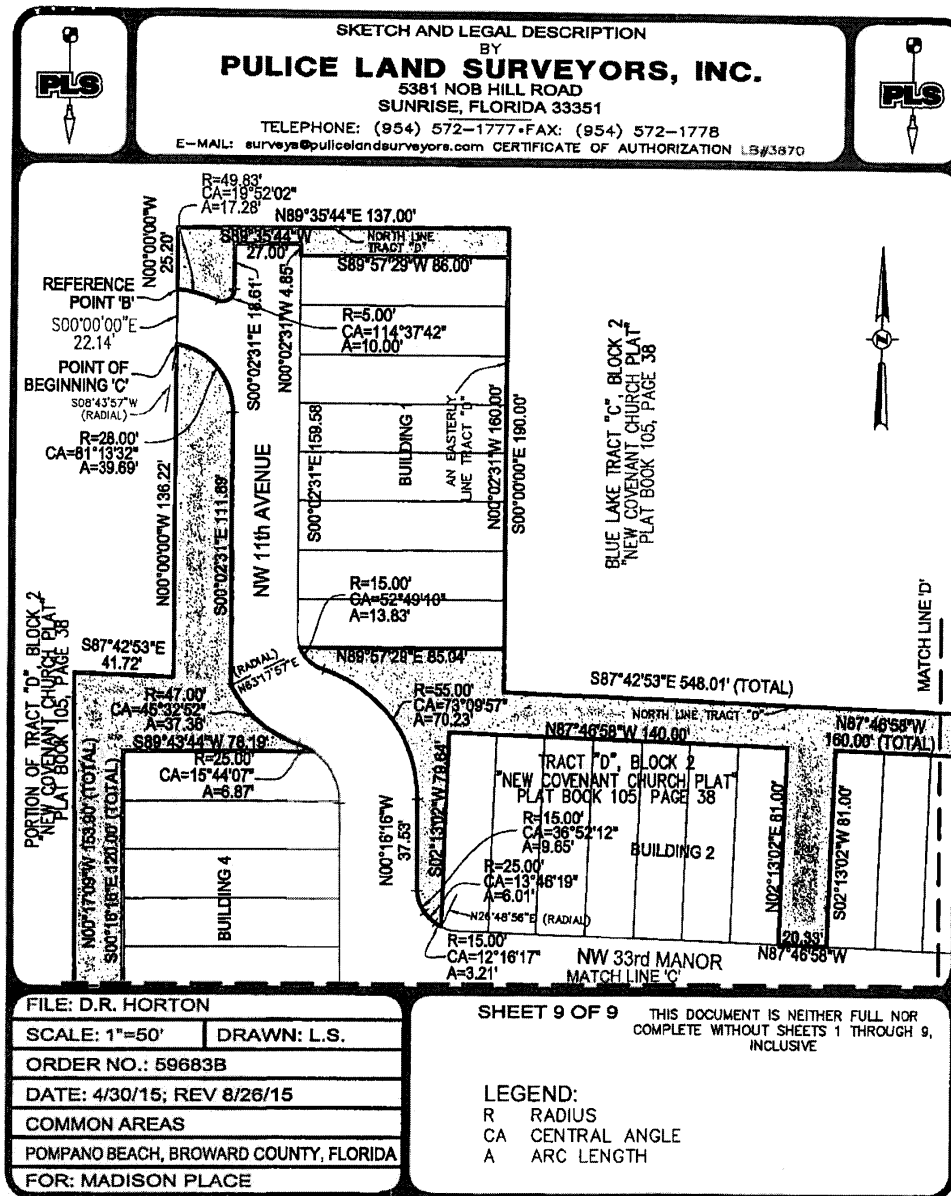 SKETCH AND LEGAL DESCRIPTION
BY
PULICE LAND SURVEYORS, INC.
5381 NOB HILL ROAD
SUNRISE, FLORIDA 33351
TELEPHONE: (954) 572-1777•FAX: (954) 572-1778
E-MAIL: surveys@pulicelandsurveyors.com CERTIFICATE OF AUTHORIZATION LB#3870
PLS
PLS
R=49.83'
CA=19°52'02"
A=17.28'
N00°00'00"W
25.20'
N89°35'44"E 137.00'
S89°35'44"W
27.00'
NORTH LINE
TRACT "D"
S89°57'29"W 86.00'
REFERENCE
POINT 'B'
S00°00'00"E
22.14'
POINT OF
BEGINNING 'C'
S08°43'57"W
(RADIAL)
R=28.00'
CA=81°13'32"
A=39.69'
S00°02'31"E 18.61'
N00°02'31"W 4.85'
R=5.00'
CA=114°37'42"
A=10.00'
N00°00'00"W 136.22'
S00°02'31"E 111.89'
NW 11th AVENUE
S00°02'31"E 159.58
BUILDING 1
AN EASTERLY
LINE TRACT "D"
N00°02'31"W 160.00'
S00°00'00"E 190.00'
BLUE LAKE TRACT "C", BLOCK 2
"NEW COVENANT CHURCH PLAT"
PLAT BOOK 105, PAGE 38
N
MATCH LINE 'D'
R=15.00'
CA=52°49'10"
A=13.83'
N89°57'29"E 85.04'
(RADIAL)
N63°17'57"E
PORTION OF TRACT "D", BLOCK 2
"NEW COVENANT CHURCH PLAT"
PLAT BOOK 105, PAGE 38
S87°42'53"E
41.72'
R=47.00'
CA=45°32'52"
A=37.36'
S89°43'44"W 78.19'
R=25.00'
CA=15°44'07"
A=6.87'
R=55.00'
CA=73°09'57"
A=70.23'
S87°42'53"E 548.01' (TOTAL)
NORTH LINE TRACT "D"
N87°46'58"W
160.00' (TOTAL)
N87°46'58"W 140.00'
TRACT "D", BLOCK 2
"NEW COVENANT CHURCH PLAT"
PLAT BOOK 105, PAGE 38
N00°17'09"W 153.90' (TOTAL)
S00°16'16"E 120.00' (TOTAL)
BUILDING 4
N00°16'16"W
37.53'
S02°13'02"W 79.64'
R=15.00'
CA=36°52'12"
A=9.65'
BUILDING 2
R=25.00'
CA=13°46'19"
A=6.01'
N26°48'56"E (RADIAL)
R=15.00'
CA=12°16'17"
A=3.21'
N02°13'02"E 81.00'
S02°13'02"W 81.00'
20.33'
N87°46'58"W
NW 33rd MANOR
MATCH LINE 'C'
FILE: D.R. HORTON
SCALE: 1"=50' DRAWN: L.S.
ORDER NO.: 59683B
DATE: 4/30/15; REV 8/26/15
COMMON AREAS
POMPANO BEACH, BROWARD COUNTY, FLORIDA
FOR: MADISON PLACE
SHEET 9 OF 9
THIS DOCUMENT IS NEITHER FULL NOR
COMPLETE WITHOUT SHEETS 1 THROUGH 9,
INCLUSIVE
LEGEND:
R RADIUS
CA CENTRAL ANGLE
A ARC LENGTH